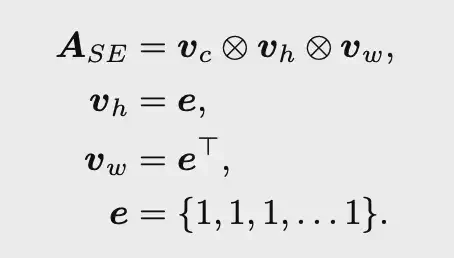 A_{SE} = v_c ⊗ v_h ⊗ v_w,
v_h = e,
v_w = e^⊤,
e = {1, 1, 1, ... 1}.